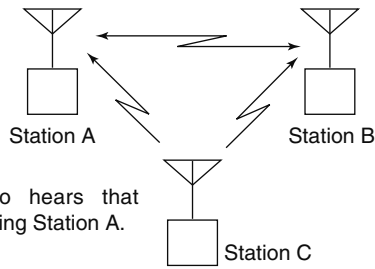 Station A
Station B
o hears that
ing Station A.
Station C